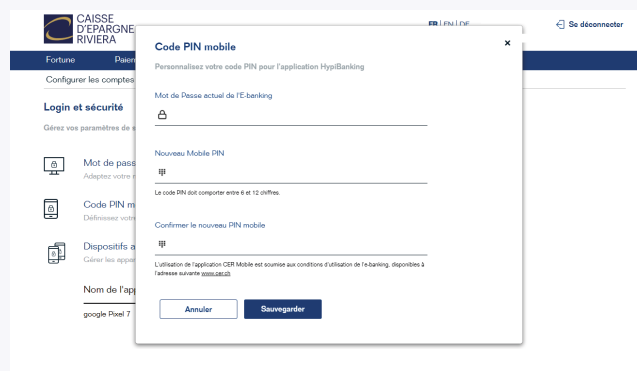 CAISSE
D'EPARGNE
RIVIERA
FR | EN | DE
Se déconnecter
Fortune
Configurer les comptes
Login et sécurité
Gérez vos paramètres de
Mot de pass
Adaptez votre
Code PIN m
Définissez votr
Dispositifs a
Gérer les appar
Nom de l'app
google Pixel 7
Code PIN mobile
×
Personnalisez votre code PIN pour l'application HypiBanking
Mot de Passe actuel de l'E-banking
Nouveau Mobile PIN
Le code PIN doit comporter entre 6 et 12 chiffres.
Confirmer le nouveau PIN mobile
L'utilisation de l'application CER Mobile est soumise aux conditions d'utilisation de l'e-banking, disponibles à
l'adresse suivante www.cer.ch
Annuler
Sauvegarder